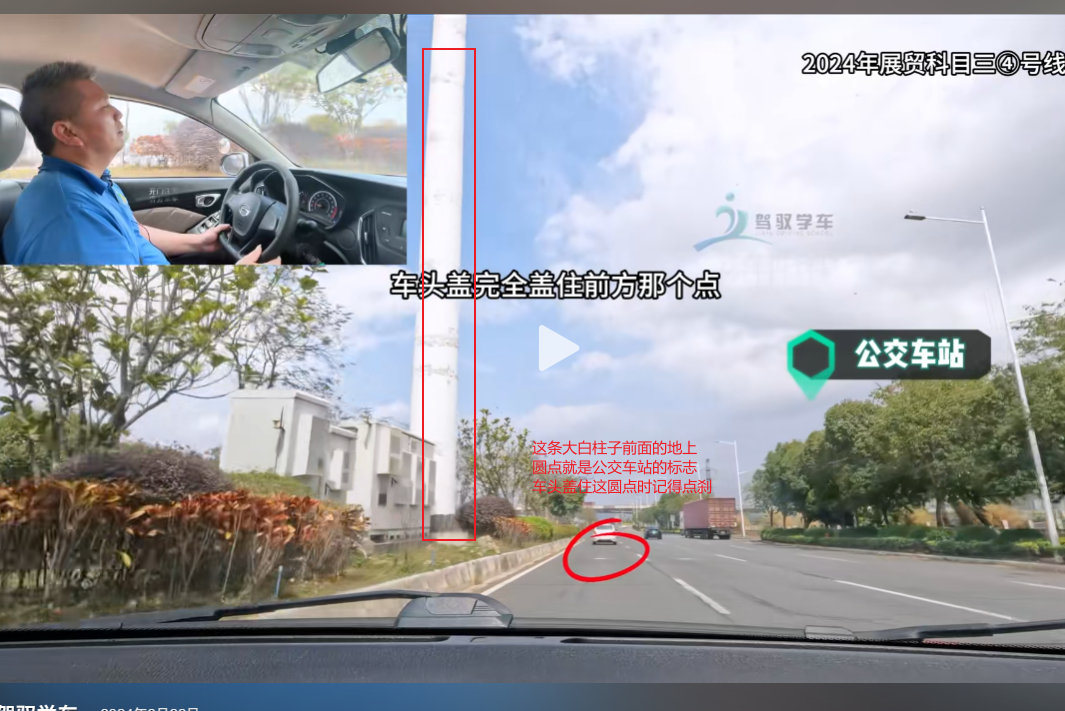 2024年展贸科目三④号线
驾驭学车
车头盖完全盖住前方那个点
公交车站
这条大白柱子前面的地上
圆点就是公交车站的标志
车头盖住这圆点时记得点刹
驾驭学车